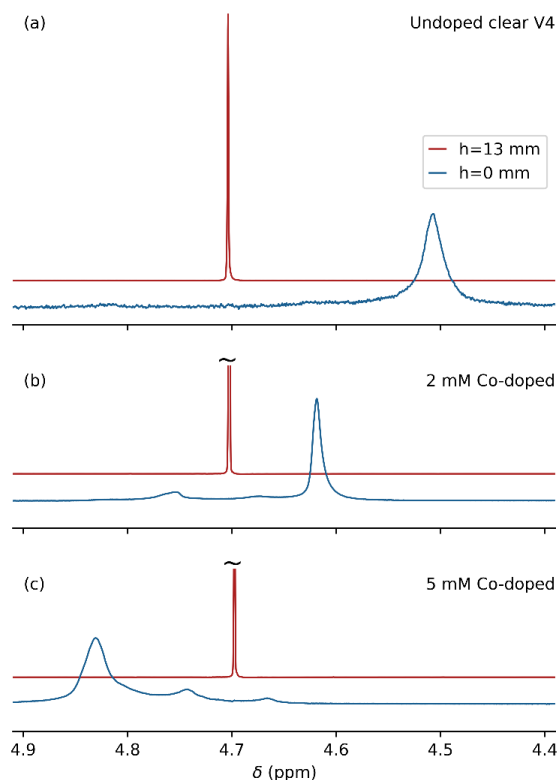 (a) Undoped clear V4
h=13 mm
h=0 mm
~
(b) 2 mM Co-doped
~
(c) 5 mM Co-doped
4.9 4.8 4.7 4.6 4.5 4.4
δ (ppm)